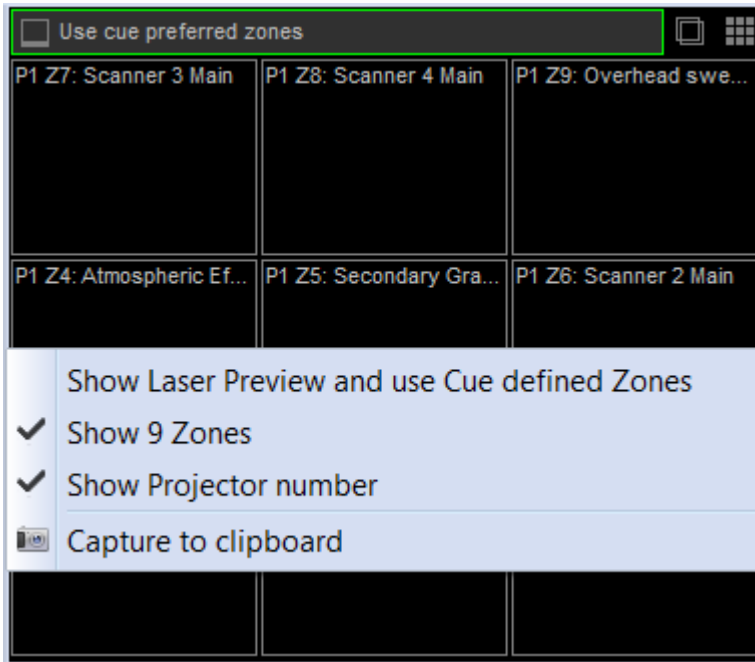 Use cue preferred zones
P1 Z7: Scanner 3 Main
P1 Z8: Scanner 4 Main
P1 Z9: Overhead swe...
P1 Z4: Atmospheric Ef...
P1 Z5: Secondary Gra...
P1 Z6: Scanner 2 Main
Show Laser Preview and use Cue defined Zones
Show 9 Zones
Show Projector number
Capture to clipboard